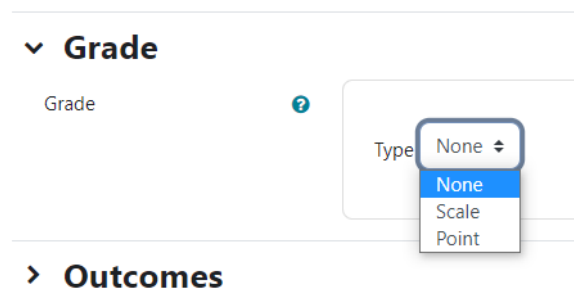 Grade
Grade
Type None
None
Scale
Point
Outcomes